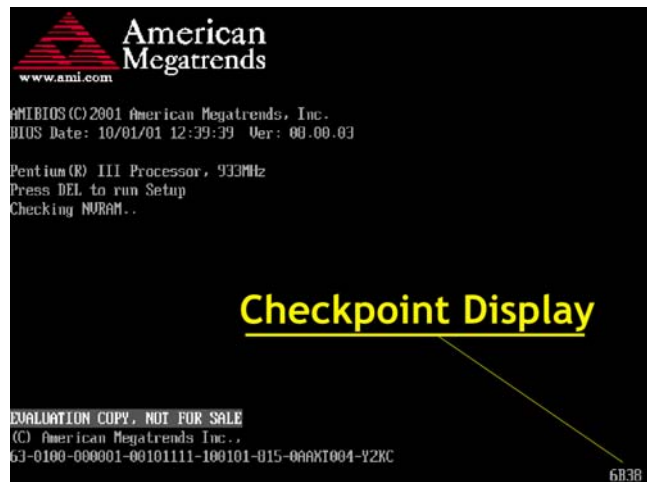 American
Megatrends
www.ami.com
AMIBIOS(C)2001 American Megatrends, Inc.
BIOS Date: 10/01/01 12:39:39 Ver: 08.00.03
Pentium(R) III Processor, 933MHz
Press DEL to run Setup
Checking NVRAM..
Checkpoint Display
EVALUATION COPY, NOT FOR SALE
(C) American Megatrends Inc.,
63-0100-000001-00101111-100101-815-0AAXT004-Y2KC
6B38